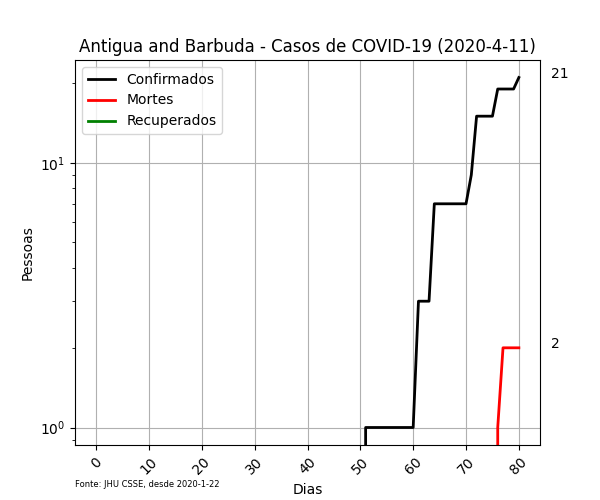 Antigua and Barbuda - Casos de COVID-19 (2020-4-11)
Confirmados
Mortes
Recuperados
21
2
10¹
10⁰
Pessoas
0 10 20 30 40 50 60 70 80
Fonte: JHU CSSE, desde 2020-1-22
Dias